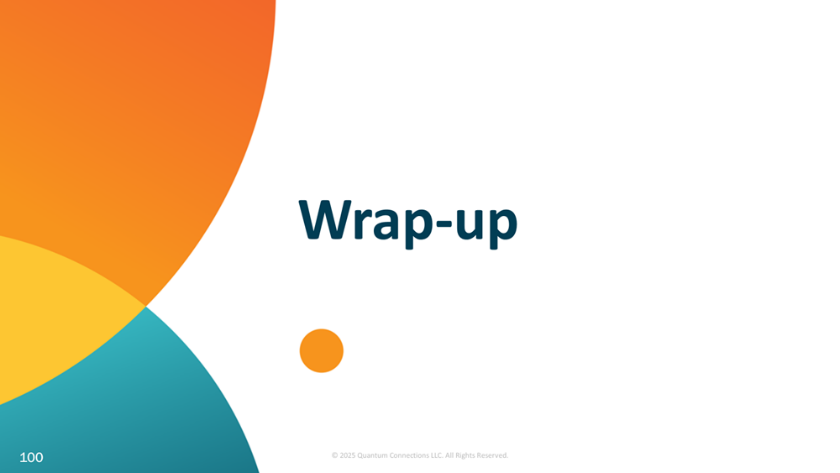 Wrap-up
100
© 2025 Quantum Connections LLC. All Rights Reserved.